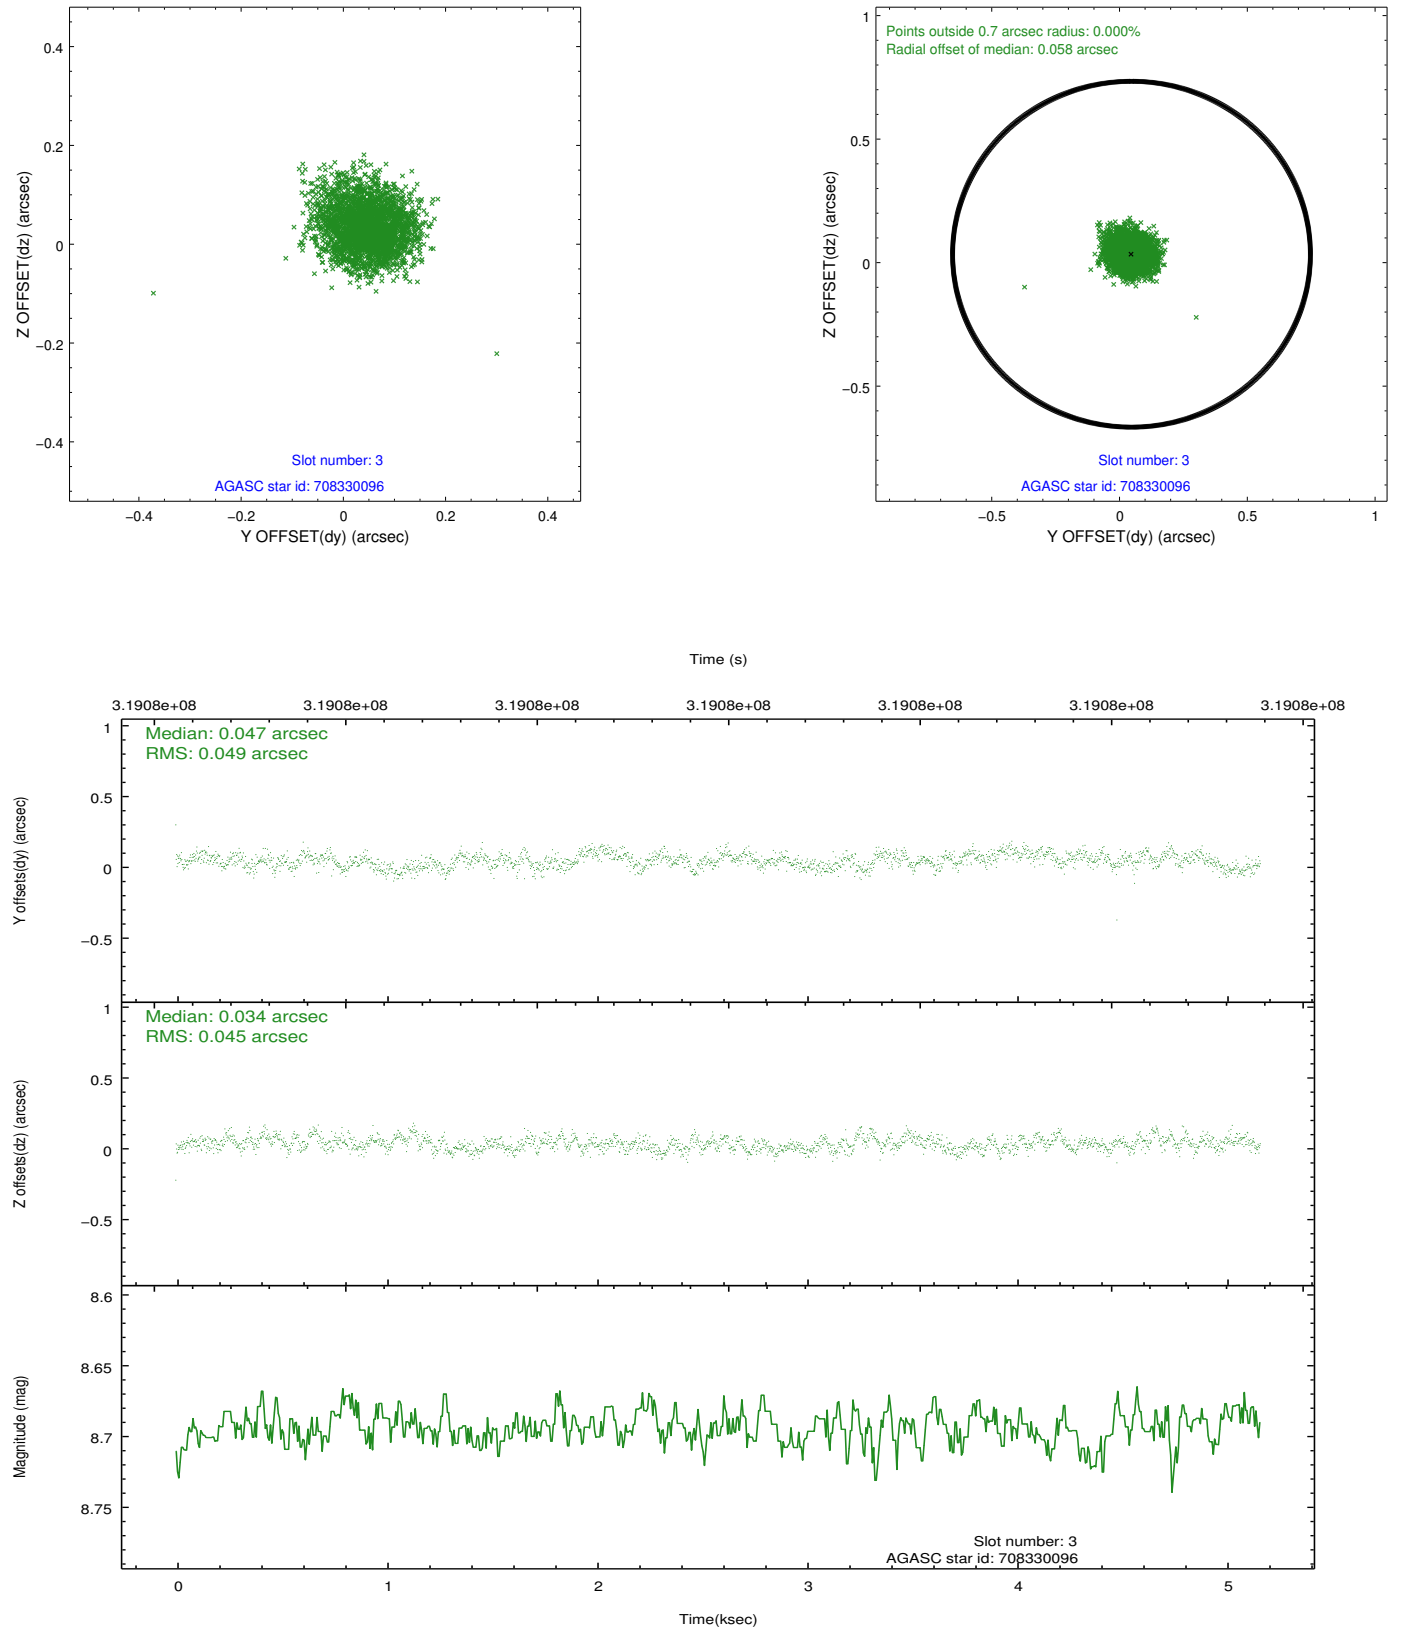 0.4
0.2
0
−0.2
−0.4
Z OFFSET(dz) (arcsec)
Slot number: 3
AGASC star id: 708330096
−0.4 −0.2 0 0.2 0.4
Y OFFSET(dy) (arcsec)
Points outside 0.7 arcsec radius: 0.000%
Radial offset of median: 0.058 arcsec
1
0.5
0
−0.5
Z OFFSET(dz) (arcsec)
Slot number: 3
AGASC star id: 708330096
−0.5 0 0.5 1
Y OFFSET(dy) (arcsec)
Time (s)
3.1908e+08 3.1908e+08 3.1908e+08 3.1908e+08 3.1908e+08 3.1908e+08 3.1908e+08
Median: 0.047 arcsec
RMS: 0.049 arcsec
1
0.5
0
−0.5
Y offsets(dy) (arcsec)
Median: 0.034 arcsec
RMS: 0.045 arcsec
1
0.5
0
−0.5
Z offsets(dz) (arcsec)
8.6
8.65
8.7
8.75
Magnitude (mag)
Slot number: 3
AGASC star id: 708330096
0 1 2 3 4 5
Time(ksec)